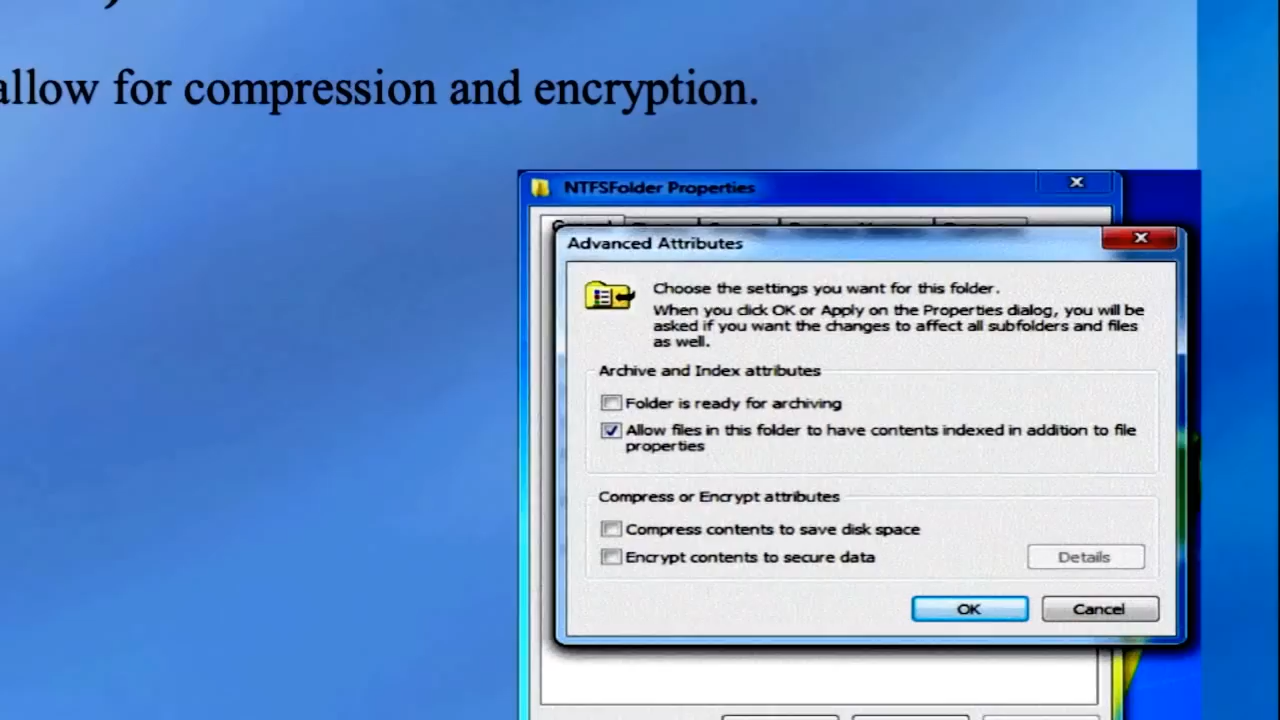 allow for compression and encryption.
NTFSFolder Properties
Advanced Attributes
Choose the settings you want for this folder.
When you click OK or Apply on the Properties dialog, you will be
asked if you want the changes to affect all subfolders and files
as well.
Archive and Index attributes
Folder is ready for archiving
Allow files in this folder to have contents indexed in addition to file
properties
Compress or Encrypt attributes
Compress contents to save disk space
Encrypt contents to secure data
Details
OK
Cancel